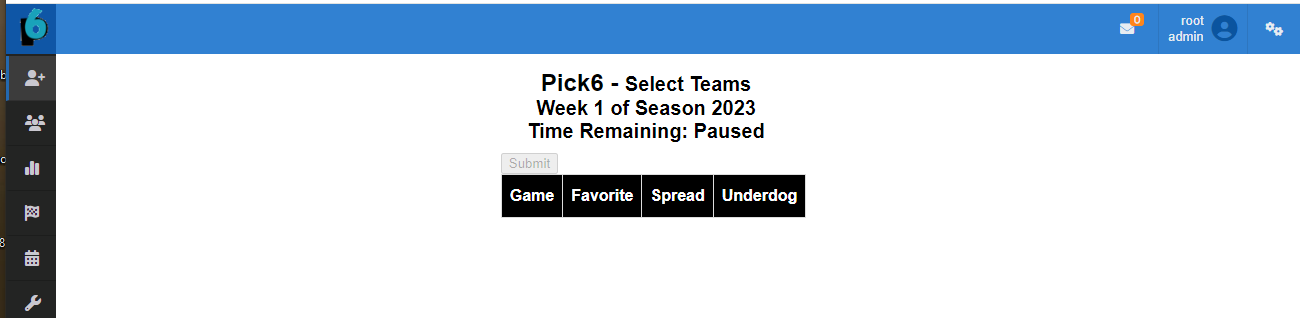 6
0
root
admin
Pick6 - Select Teams
Week 1 of Season 2023
Time Remaining: Paused
Submit
Game Favorite Spread Underdog
b
8